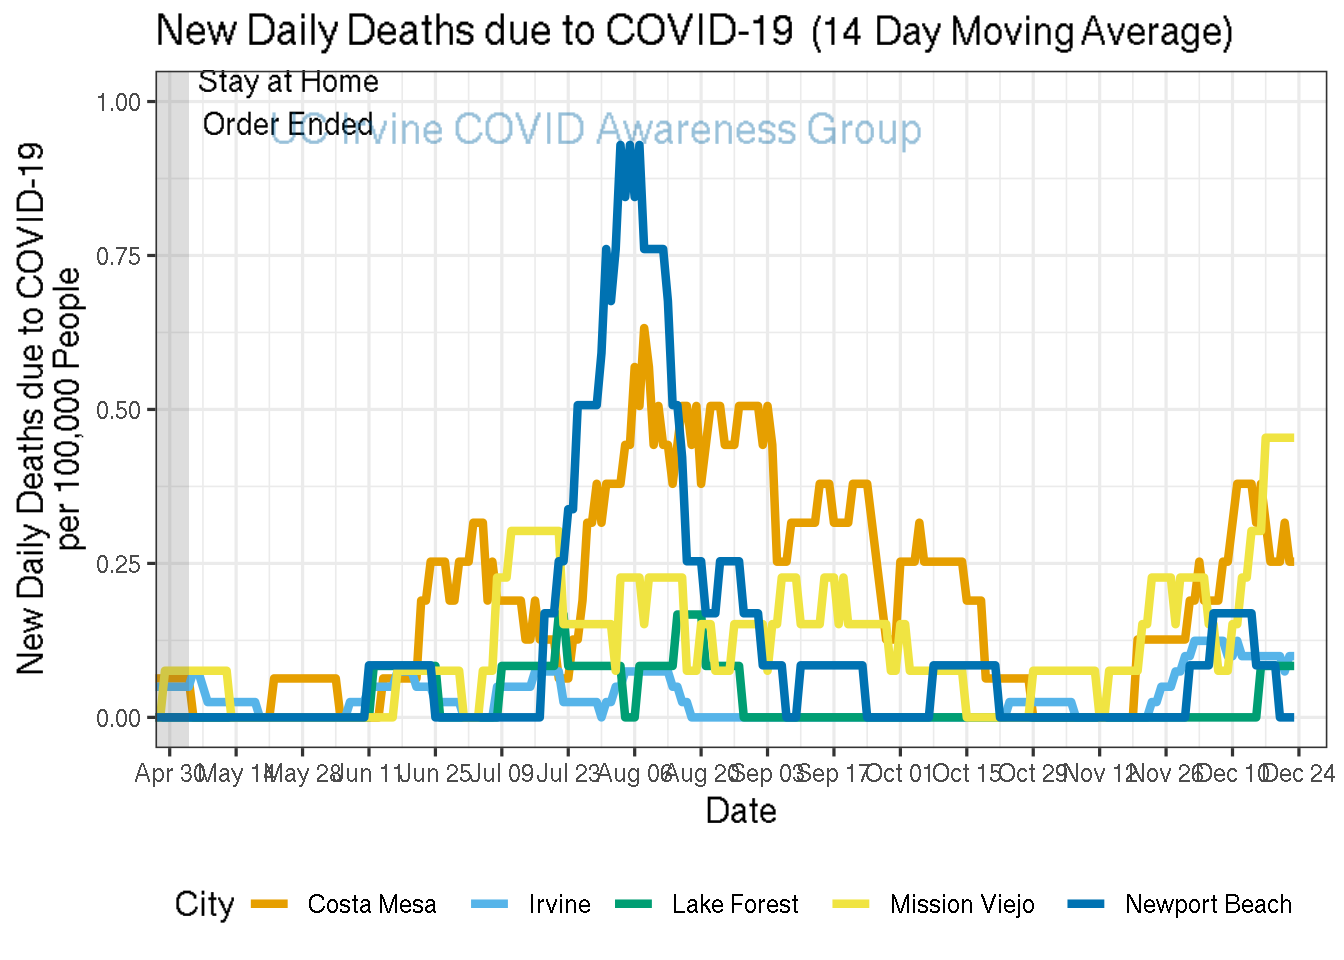 New Daily Deaths due to COVID-19 (14 Day Moving Average)
Stay at Home
Order Ended
UC Irvine COVID Awareness Group
New Daily Deaths due to COVID-19
per 100,000 People
1.00
0.75
0.50
0.25
0.00
Apr 30 May 14 May 28 Jun 11 Jun 25 Jul 09 Jul 23 Aug 06 Aug 20 Sep 03 Sep 17 Oct 01 Oct 15 Oct 29 Nov 12 Nov 26 Dec 10 Dec 24
Date
City Costa Mesa Irvine Lake Forest Mission Viejo Newport Beach